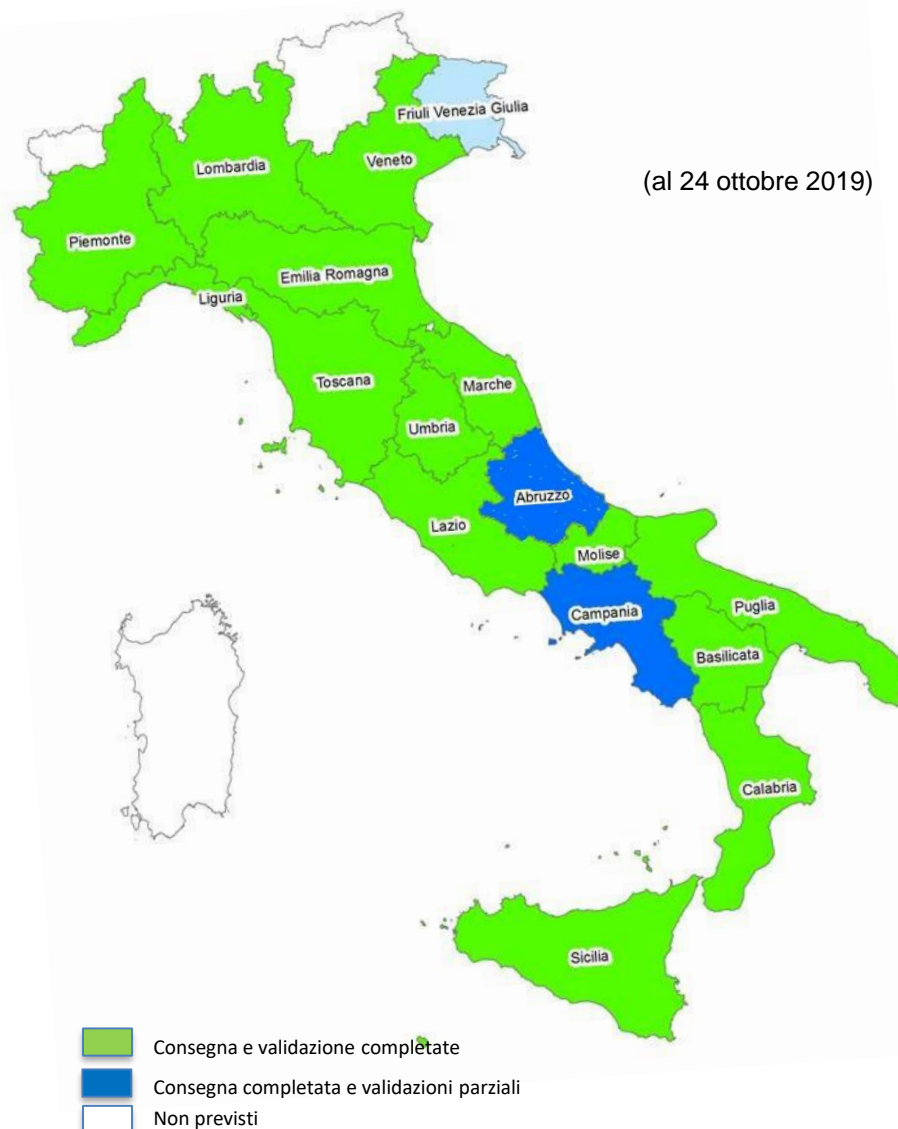 Friuli Venezia Giulia
Lombardia
Veneto
(al 24 ottobre 2019)
Piemonte
Emilia Romagna
Liguria
Toscana
Marche
Umbria
Abruzzo
Lazio
Molise
Campania
Puglia
Basilicata
Calabria
Sicilia
Consegna e validazione completate
Consegna completata e validazioni parziali
Non previsti